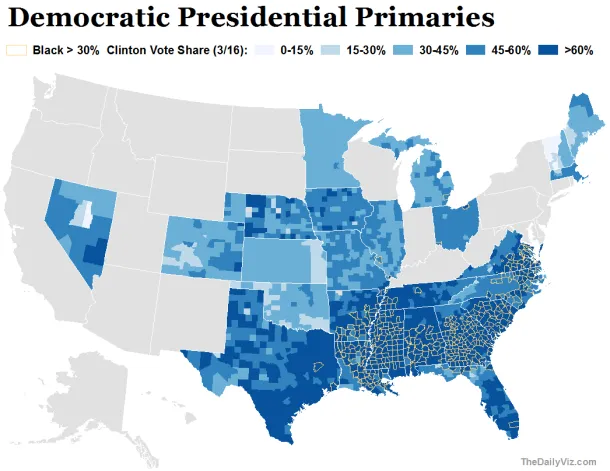 Democratic Presidential Primaries
Black > 30% Clinton Vote Share (3/16): 0-15% 15-30% 30-45% 45-60% >60%
TheDailyViz.com